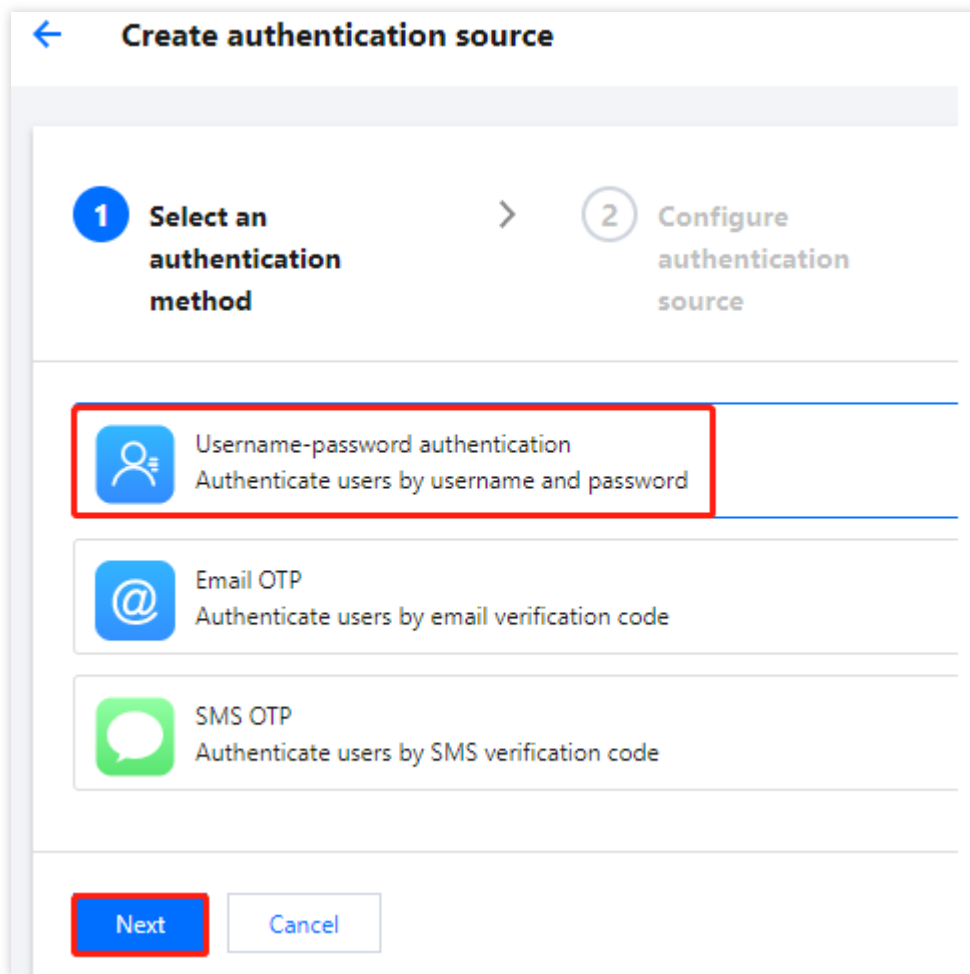 Create authentication source
1
Select an
authentication
method
2
Configure
authentication
source
Username-password authentication
Authenticate users by username and password
@
Email OTP
Authenticate users by email verification code
SMS OTP
Authenticate users by SMS verification code
Next
Cancel